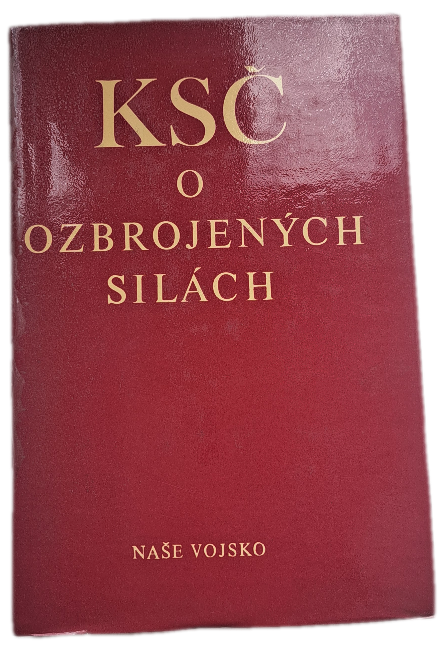 KSČ
O
OZBROJENÝCH
SILÁCH
NAŠE VOJSKO